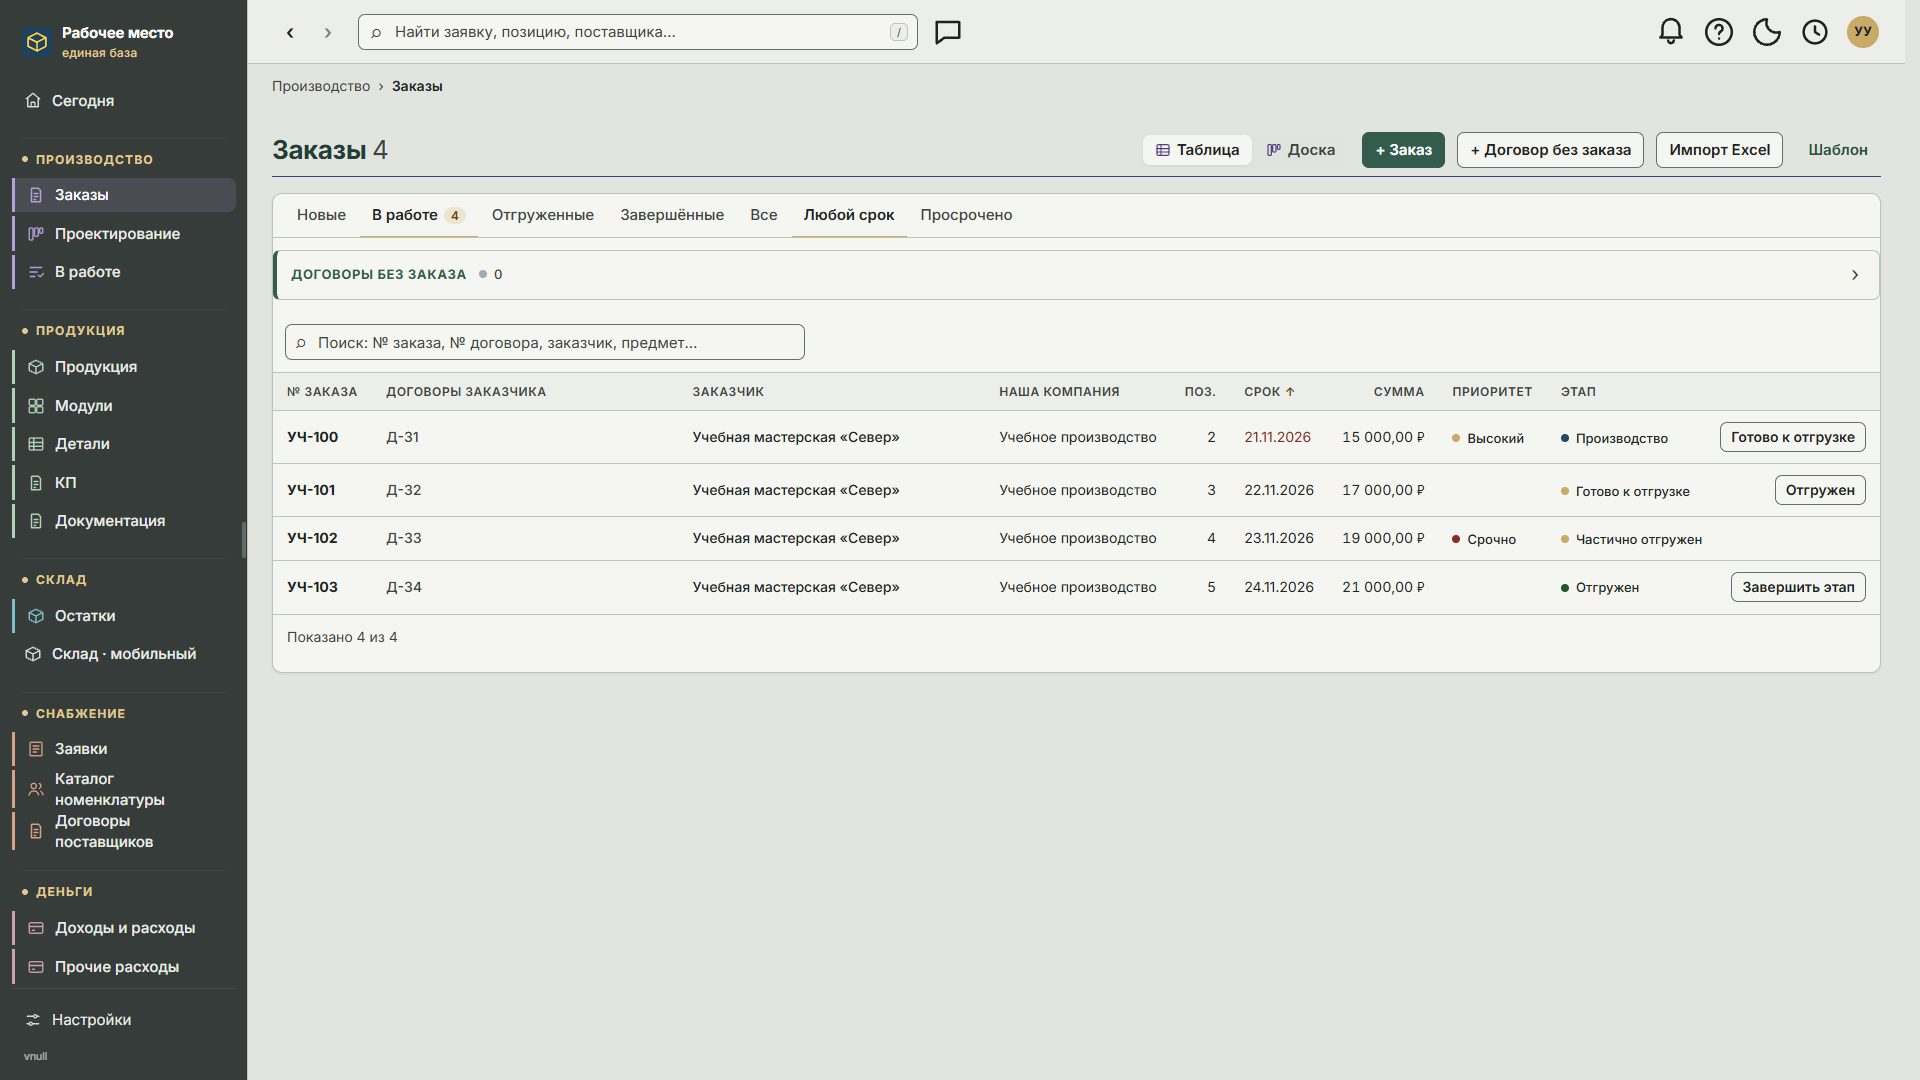 Рабочее место
единая база
Сегодня
ПРОИЗВОДСТВО
Заказы
Проектирование
В работе
ПРОДУКЦИЯ
Продукция
Модули
Детали
КП
Документация
СКЛАД
Остатки
Склад · мобильный
СНАБЖЕНИЕ
Заявки
Каталог номенклатуры
Договоры поставщиков
ДЕНЬГИ
Доходы и расходы
Прочие расходы
Настройки
vnull
Найти заявку, позицию, поставщика... /
УУ
Производство › Заказы
Заказы 4
Таблица Доска + Заказ + Договор без заказа Импорт Excel Шаблон
Новые В работе 4 Отгруженные Завершённые Все Любой срок Просрочено
ДОГОВОРЫ БЕЗ ЗАКАЗА 0
Поиск: № заказа, № договора, заказчик, предмет...
№ ЗАКАЗА ДОГОВОРЫ ЗАКАЗЧИКА ЗАКАЗЧИК НАША КОМПАНИЯ ПОЗ. СРОК ↑ СУММА ПРИОРИТЕТ ЭТАП
УЧ-100 Д-31 Учебная мастерская «Север» Учебное производство 2 21.11.2026 15 000,00 ₽ Высокий Производство Готово к отгрузке
УЧ-101 Д-32 Учебная мастерская «Север» Учебное производство 3 22.11.2026 17 000,00 ₽ Готово к отгрузке Отгружен
УЧ-102 Д-33 Учебная мастерская «Север» Учебное производство 4 23.11.2026 19 000,00 ₽ Срочно Частично отгружен
УЧ-103 Д-34 Учебная мастерская «Север» Учебное производство 5 24.11.2026 21 000,00 ₽ Отгружен Завершить этап
Показано 4 из 4